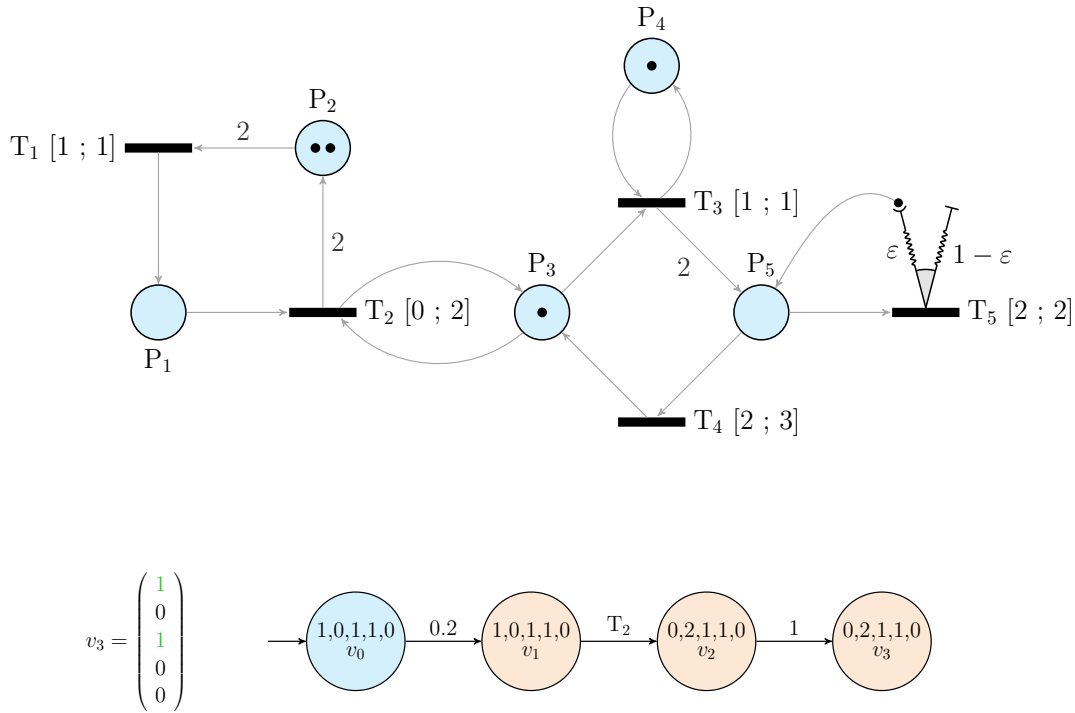 P₄
P₂
2
T₁ [1 ; 1]
T₃ [1 ; 1]
2
ε
1 − ε
P₃
2
P₅
T₂ [0 ; 2]
T₅ [2 ; 2]
P₁
T₄ [2 ; 3]
v₃ =
1
0
1
0
0
1,0,1,1,0
v₀
0.2
1,0,1,1,0
v₁
T₂
0,2,1,1,0
v₂
1
0,2,1,1,0
v₃